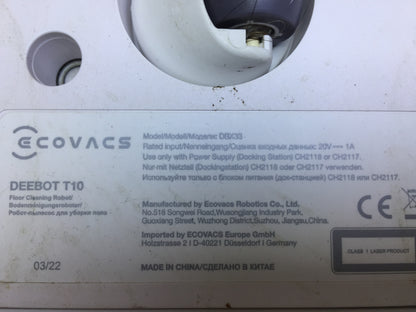 ECOVACS
DEEBOT T10
Floor Cleaning Robot/
Bodenreinigungsroboter/
Робот-пылесос для уборки пола
03/22
Model/Modell/Модель: DBX33
Rated input/Nenneingang/Оценка входных данных: 20V⎓ 1A
Use only with Power Supply (Docking Station) CH2118 or CH2117.
Nur mit Netzteil (Dockingstation) CH2118 oder CH2117 verwenden.
Используйте только с блоком питания (док-станцией) CH2118 или CH2117.
Manufactured by Ecovacs Robotics Co., Ltd.
No.518 Songwei Road,Wusongjiang Industry Park,
Guoxiang Street, Wuzhong District,Suzhou, Jiangsu,China.
Imported by ECOVACS Europe GmbH
Holzstrasse 2 I D-40221 Düsseldorf I Germany
MADE IN CHINA/СДЕЛАНО В КИТАЕ
CE
CLASS 1 LASER PRODUCT